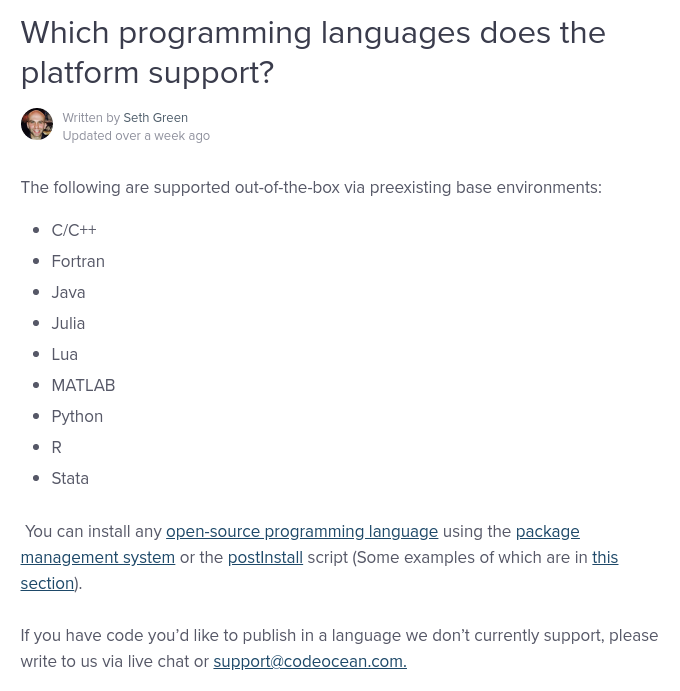 Which programming languages does the
platform support?
Written by Seth Green
Updated over a week ago
The following are supported out-of-the-box via preexisting base environments:
C/C++
Fortran
Java
Julia
Lua
MATLAB
Python
R
Stata
You can install any open-source programming language using the package
management system or the postInstall script (Some examples of which are in this
section).
If you have code you’d like to publish in a language we don’t currently support, please
write to us via live chat or support@codeocean.com.